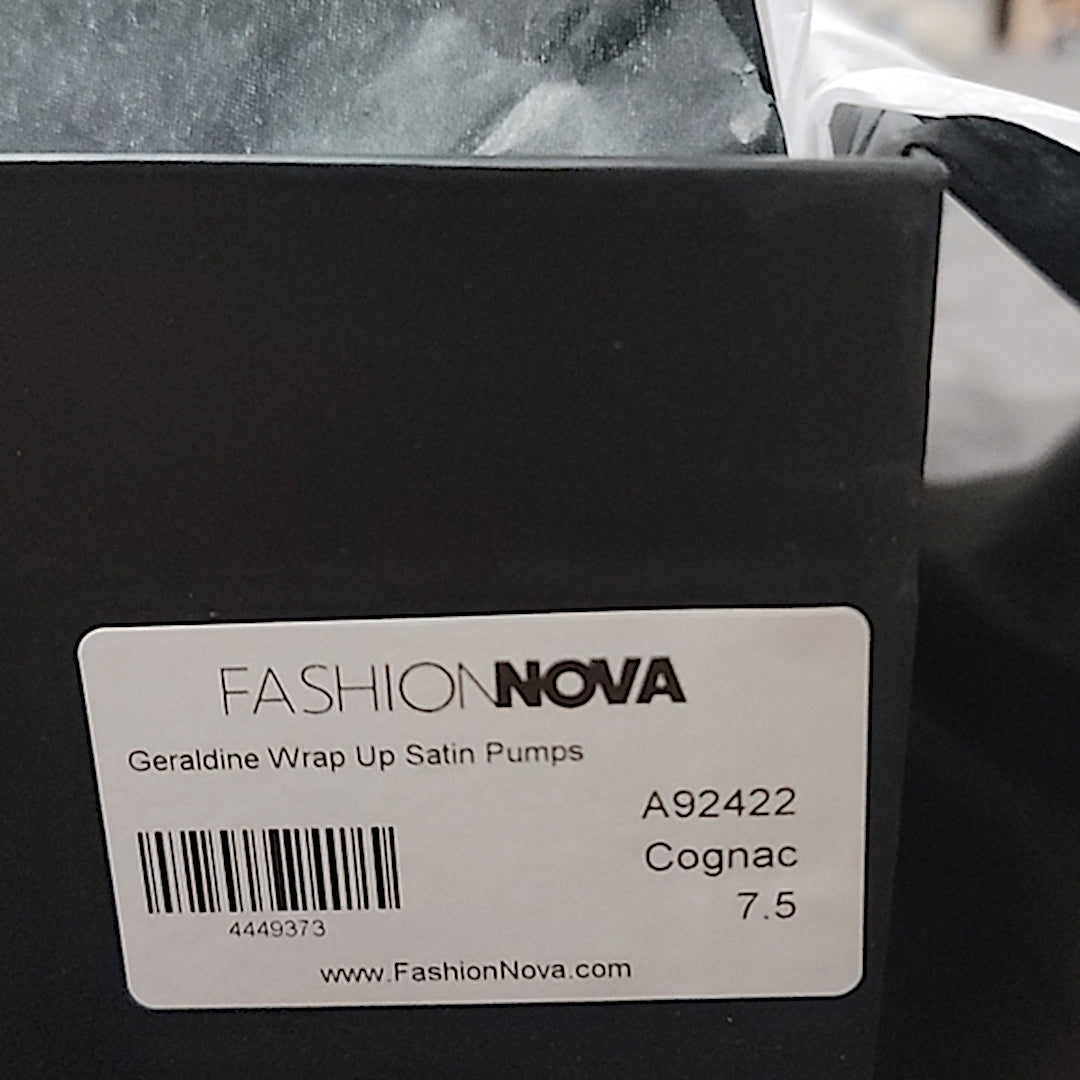 FASHIONNOVA
Geraldine Wrap Up Satin Pumps
A92422
Cognac
7.5
4449373
www.FashionNova.com